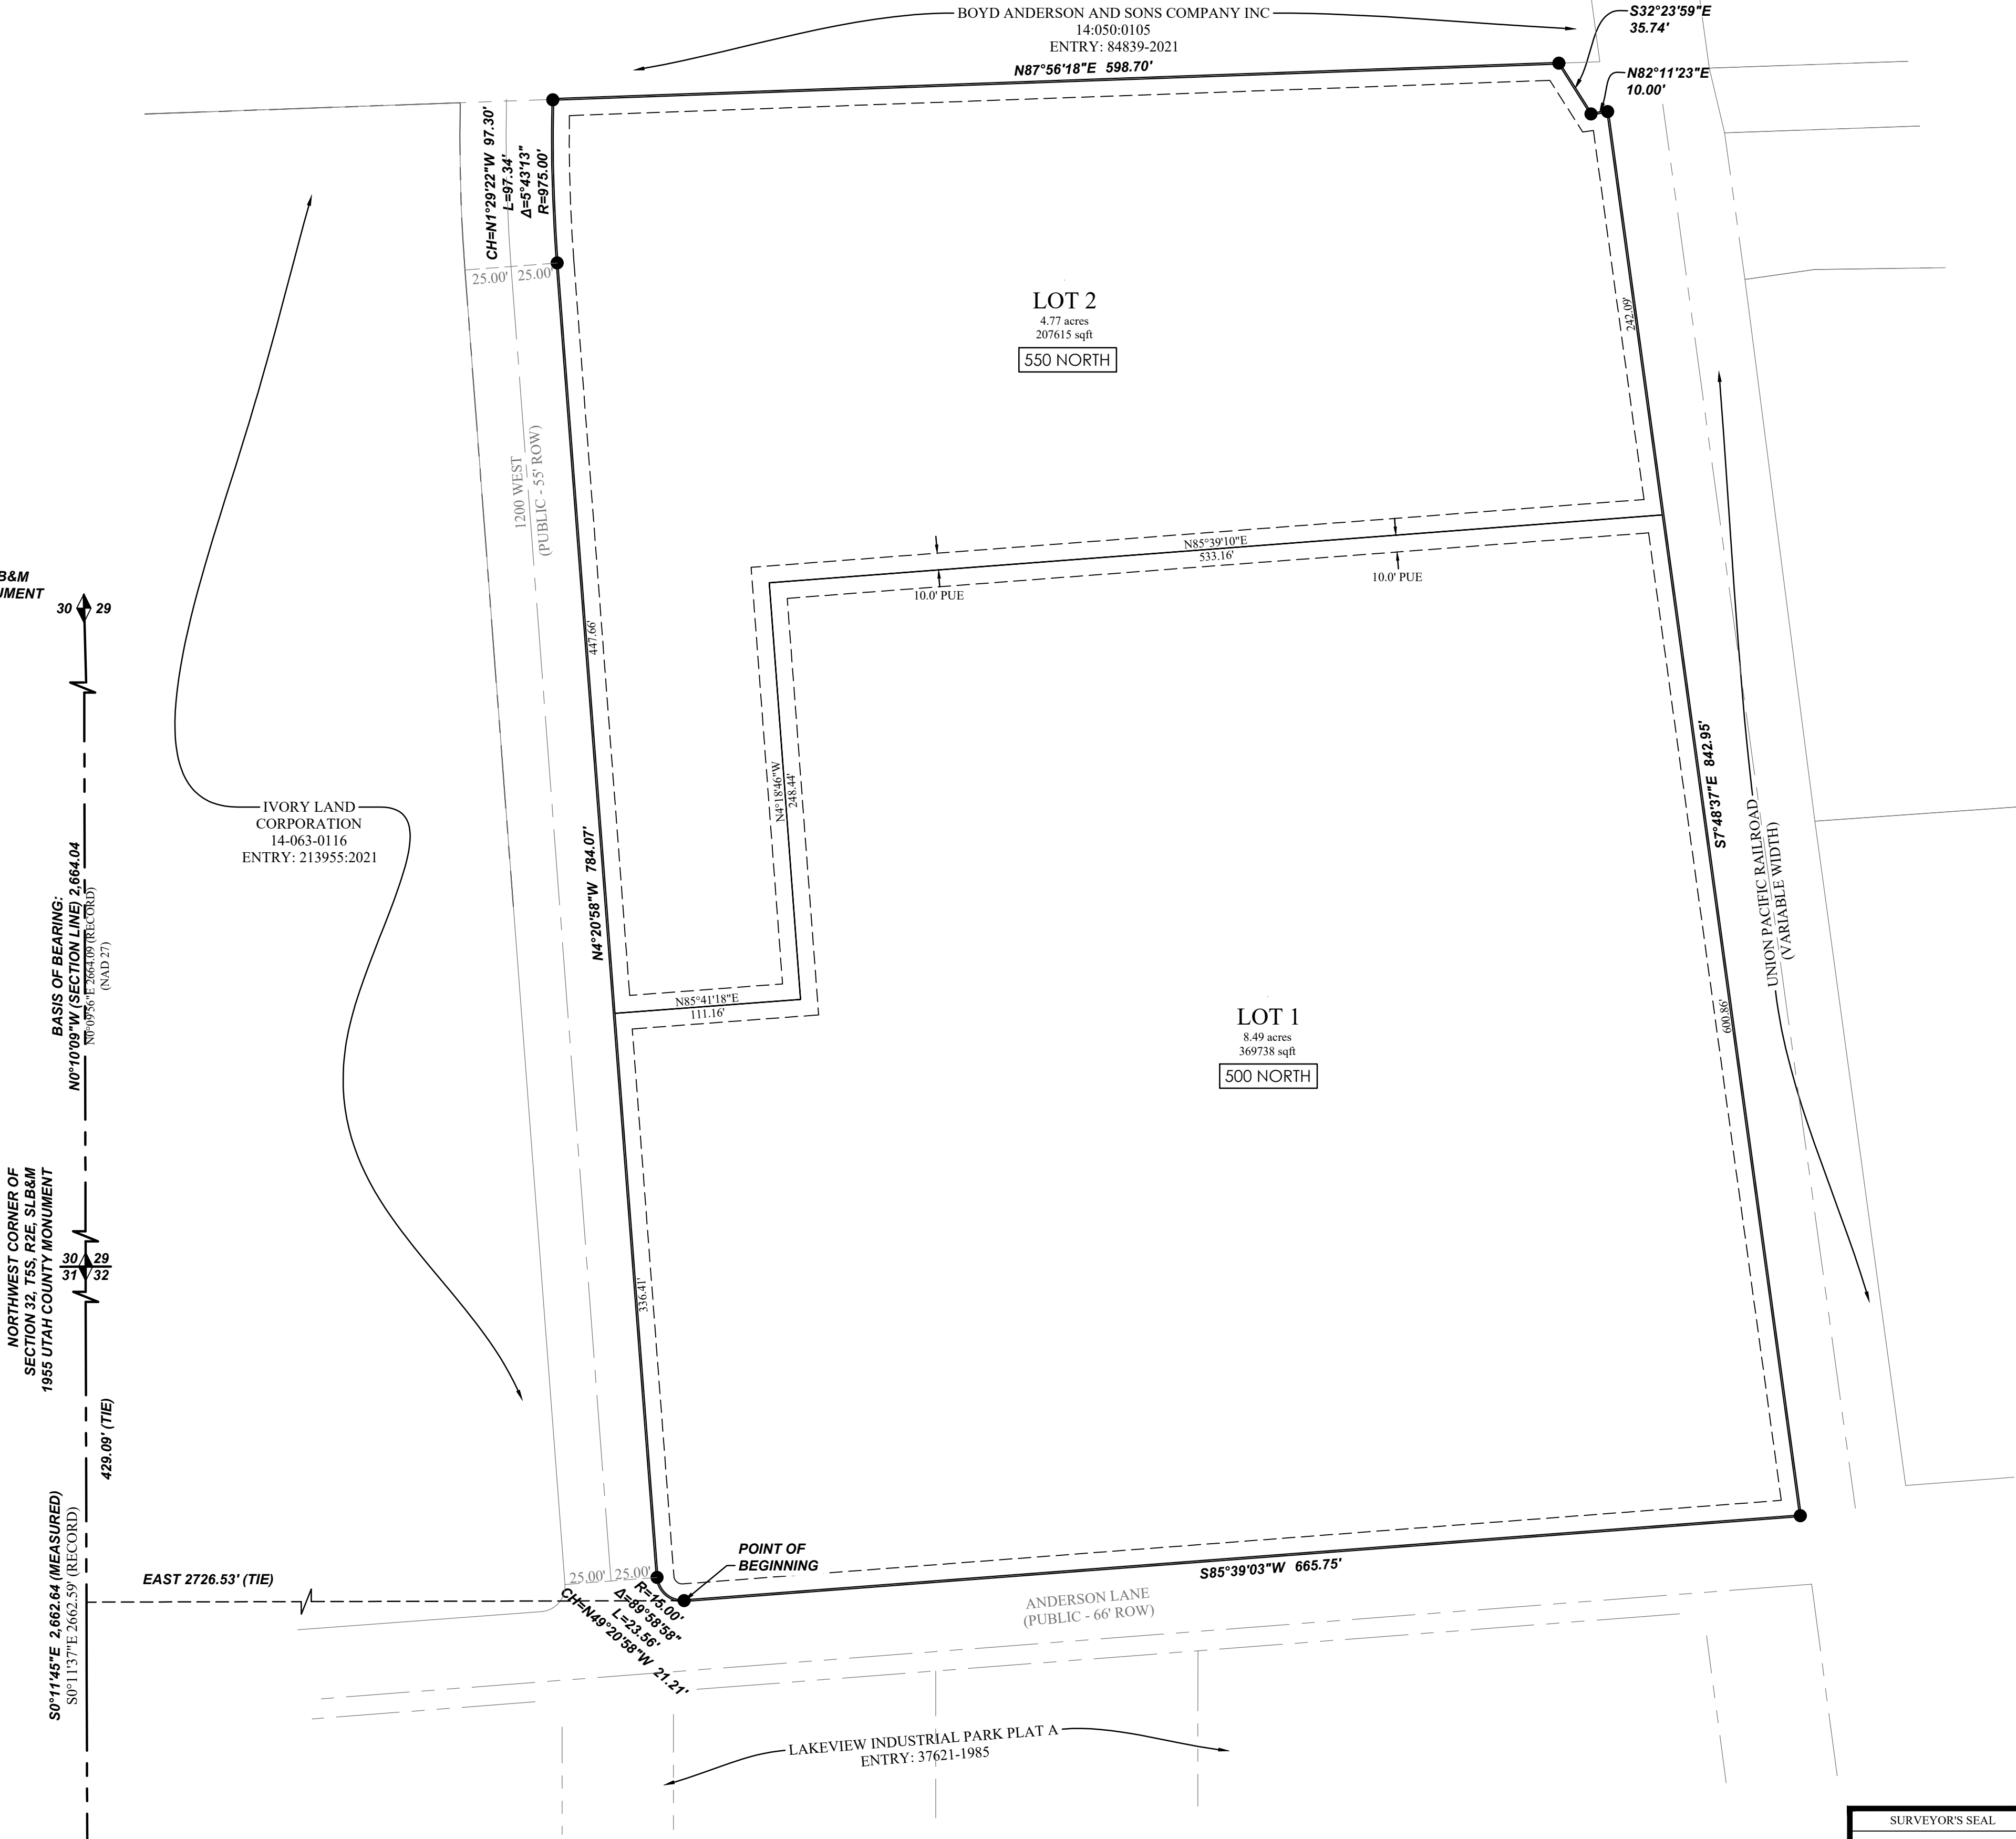 BOYD ANDERSON AND SONS COMPANY INC
14:050:0105
ENTRY: 84839-2021
N87°56'18"E 598.70'
S32°23'59"E
35.74'
N82°11'23"E
10.00'
CH=N1°29'22"W 97.30'
L=97.34'
Δ=5°43'13"
R=975.00'
25.00'
25.00'
LOT 2
4.77 acres
207615 sqft
550 NORTH
242.09'
1200 WEST
(PUBLIC - 55' ROW)
N85°39'10"E
533.16'
10.0' PUE
10.0' PUE
B&M
UMENT
30
29
447.66'
N4°18'46"W
248.44'
S7°48'37"E 842.95'
UNION PACIFIC RAILROAD
(VARIABLE WIDTH)
IVORY LAND
CORPORATION
14-063-0116
ENTRY: 213955:2021
N4°20'58"W 784.07'
BASIS OF BEARING:
N0°10'09"W (SECTION LINE) 2,664.04
N0°09'56"E 2664.09 (RECORD)
(NAD 27)
N85°41'18"E
111.16'
LOT 1
8.49 acres
369738 sqft
500 NORTH
600.86'
NORTHWEST CORNER OF
SECTION 32, T5S, R2E, SLB&M
1955 UTAH COUNTY MONUMENT
30
29
31
32
336.41'
429.09' (TIE)
S0°11'45"E 2,662.64 (MEASURED)
S0°11'37"E 2662.59' (RECORD)
EAST 2726.53' (TIE)
25.00'
25.00'
POINT OF
BEGINNING
R=15.00'
Δ=89°58'58"
L=23.56'
CH=N49°20'58"W 21.21'
S85°39'03"W 665.75'
ANDERSON LANE
(PUBLIC - 66' ROW)
LAKEVIEW INDUSTRIAL PARK PLAT A
ENTRY: 37621-1985
SURVEYOR'S SEAL